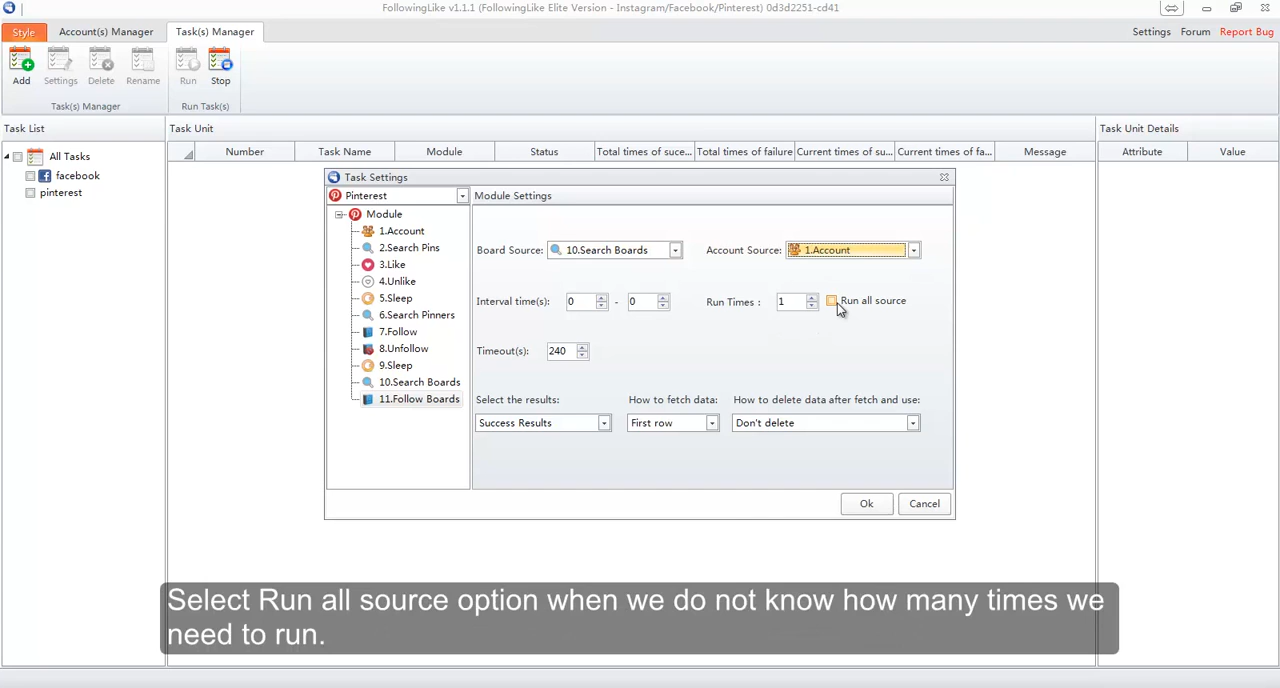 FollowingLike v1.1.1 (FollowingLike Elite Version - Instagram/Facebook/Pinterest) 0d3d2251-cd41
Style Account(s) Manager Task(s) Manager Settings Forum Report Bug
Add Settings Delete Rename Run Stop
Task(s) Manager Run Task(s)
Task List Task Unit Task Unit Details
Number Task Name Module Status Total times of suce... Total times of failure Current times of su... Current times of fa... Message Attribute Value
All Tasks
facebook
pinterest
Task Settings
Pinterest Module Settings
Module
1.Account
2.Search Pins
3.Like
4.Unlike
5.Sleep
6.Search Pinners
7.Follow
8.Unfollow
9.Sleep
10.Search Boards
11.Follow Boards
Board Source: 10.Search Boards Account Source: 1.Account
Interval time(s): 0 - 0 Run Times : 1 Run all source
Timeout(s): 240
Select the results: How to fetch data: How to delete data after fetch and use:
Success Results First row Don't delete
Ok Cancel
Select Run all source option when we do not know how many times we
need to run.